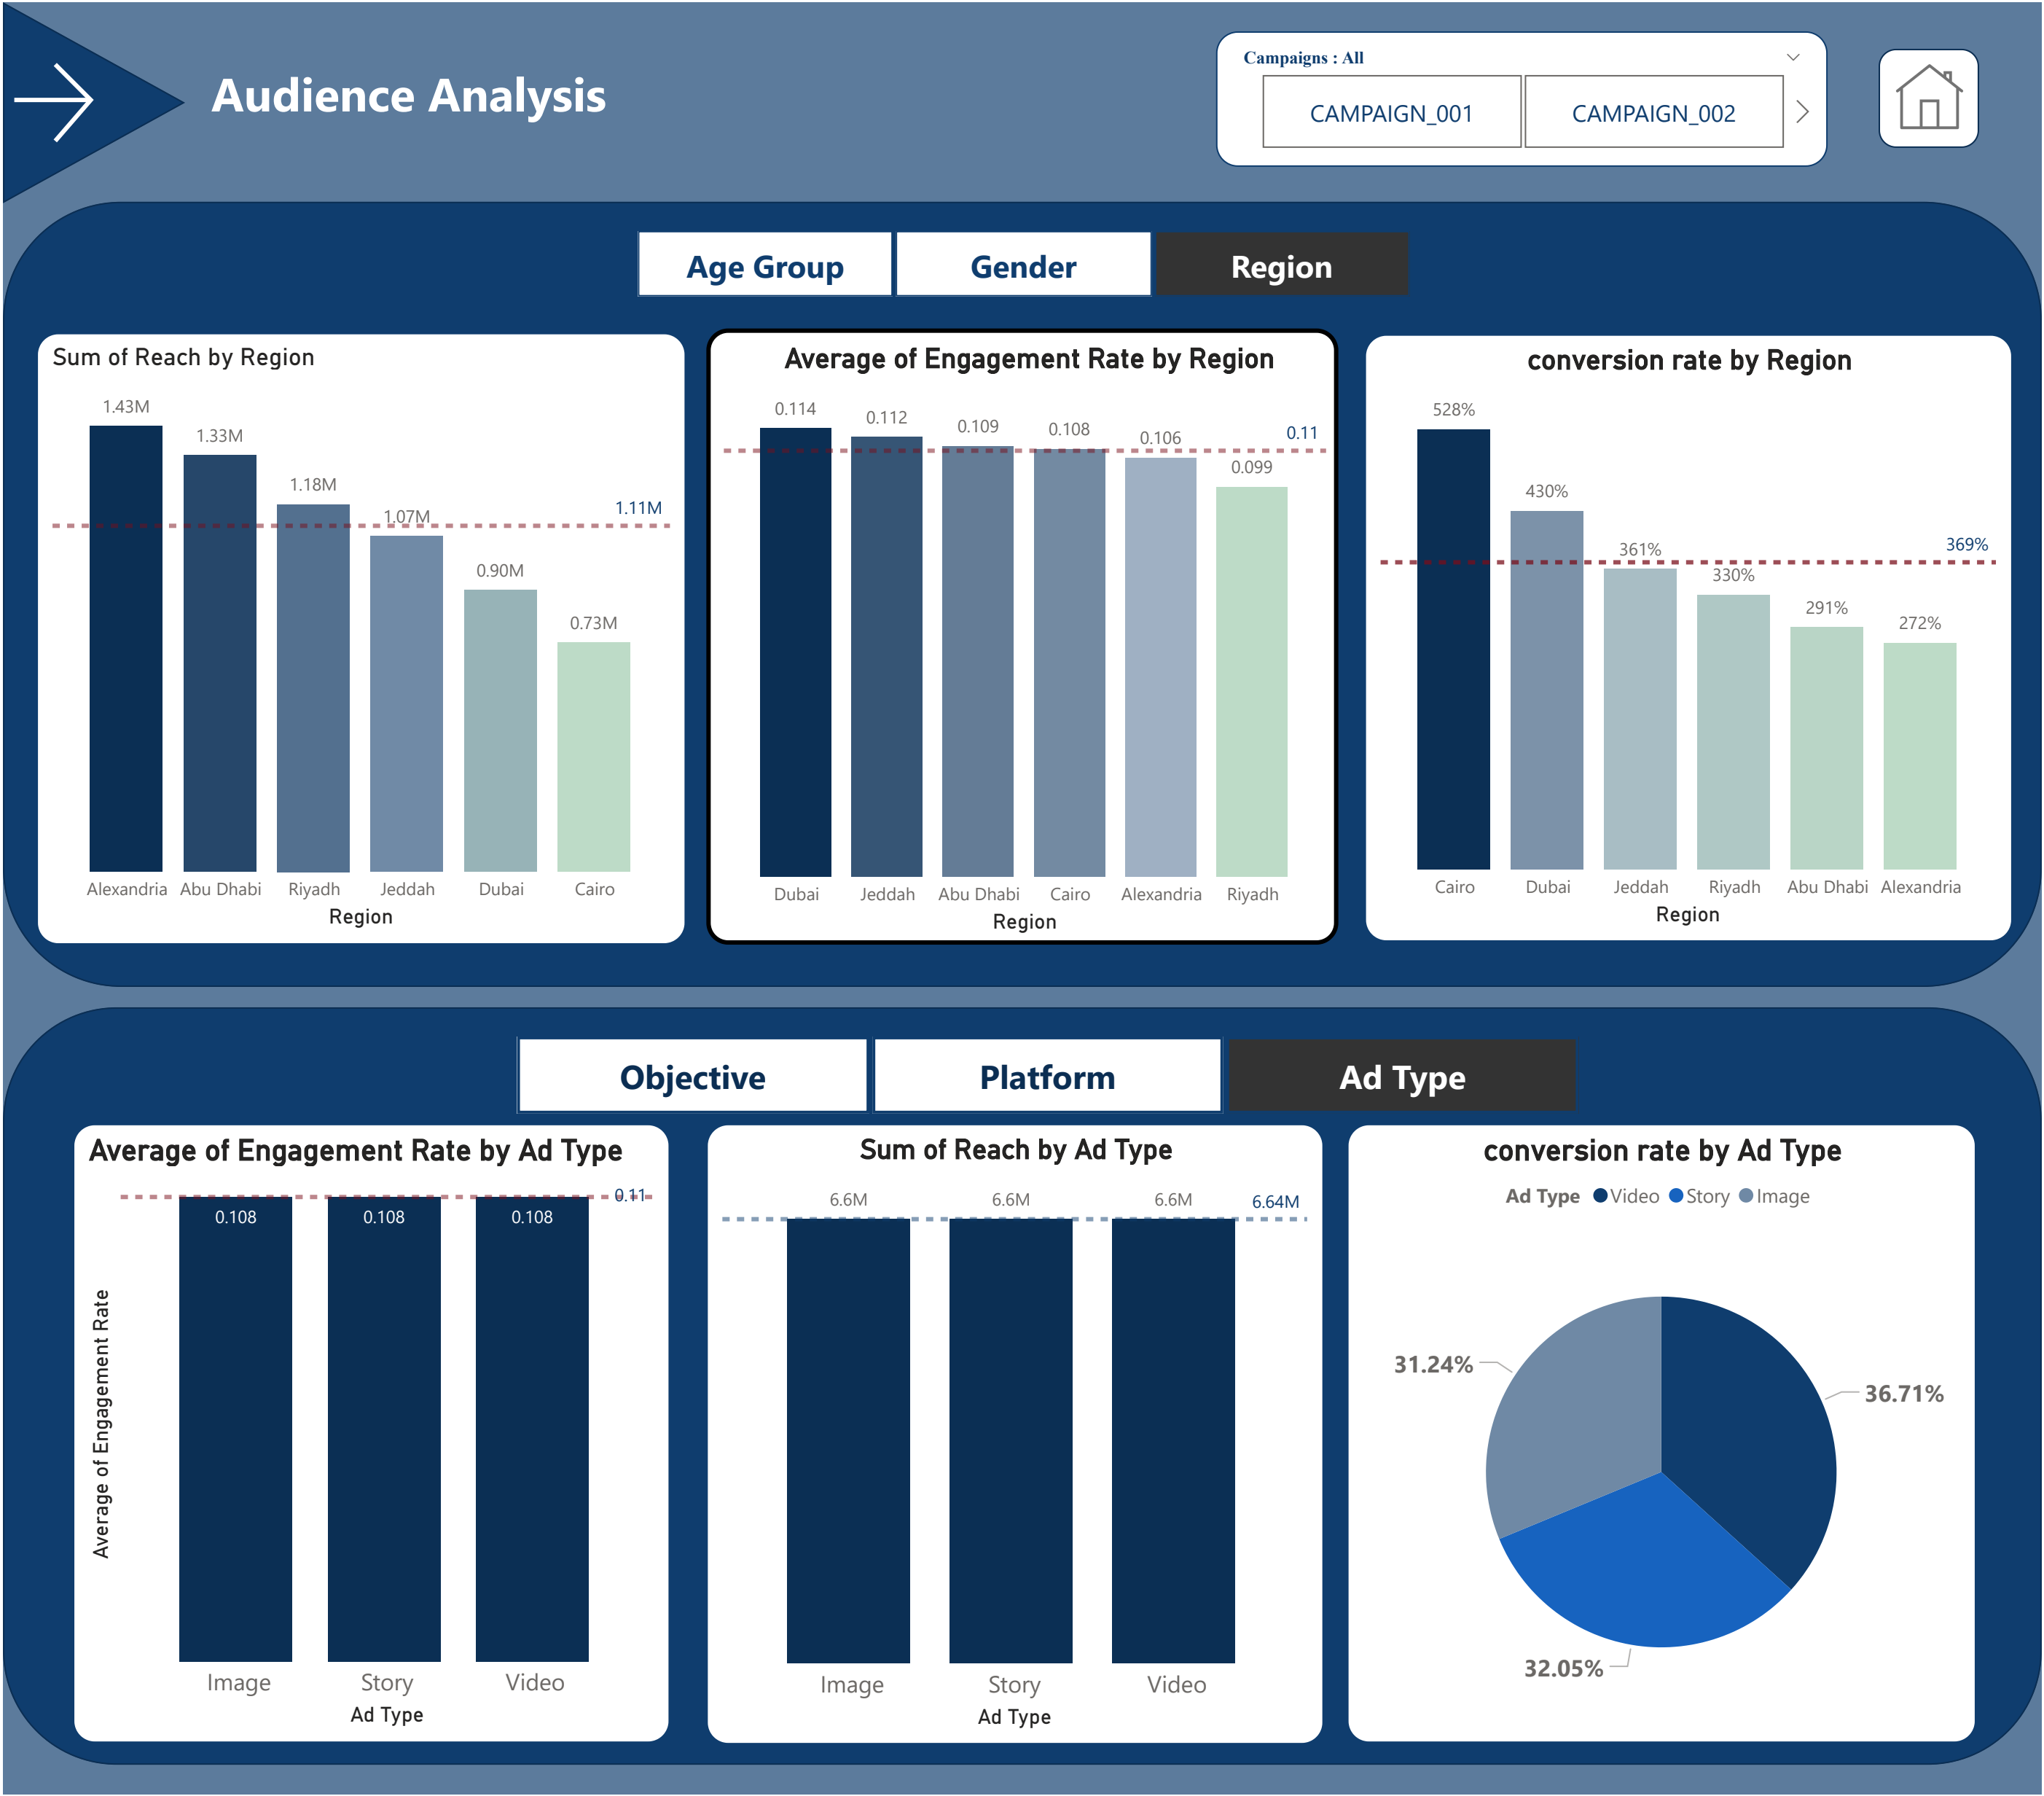 Audience Analysis
Campaigns : All
CAMPAIGN_001
CAMPAIGN_002
Age Group
Gender
Region
Sum of Reach by Region
1.43M
1.33M
1.18M
1.07M
0.90M
0.73M
1.11M
Alexandria
Abu Dhabi
Riyadh
Jeddah
Dubai
Cairo
Region
Average of Engagement Rate by Region
0.114
0.112
0.109
0.108
0.106
0.099
0.11
Dubai
Jeddah
Abu Dhabi
Cairo
Alexandria
Riyadh
Region
conversion rate by Region
528%
430%
361%
330%
291%
272%
369%
Cairo
Dubai
Jeddah
Riyadh
Abu Dhabi
Alexandria
Region
Objective
Platform
Ad Type
Average of Engagement Rate by Ad Type
0.11
0.108
0.108
0.108
Average of Engagement Rate
Image
Story
Video
Ad Type
Sum of Reach by Ad Type
6.6M
6.6M
6.6M
6.64M
Image
Story
Video
Ad Type
conversion rate by Ad Type
Ad Type Video Story Image
31.24%
36.71%
32.05%